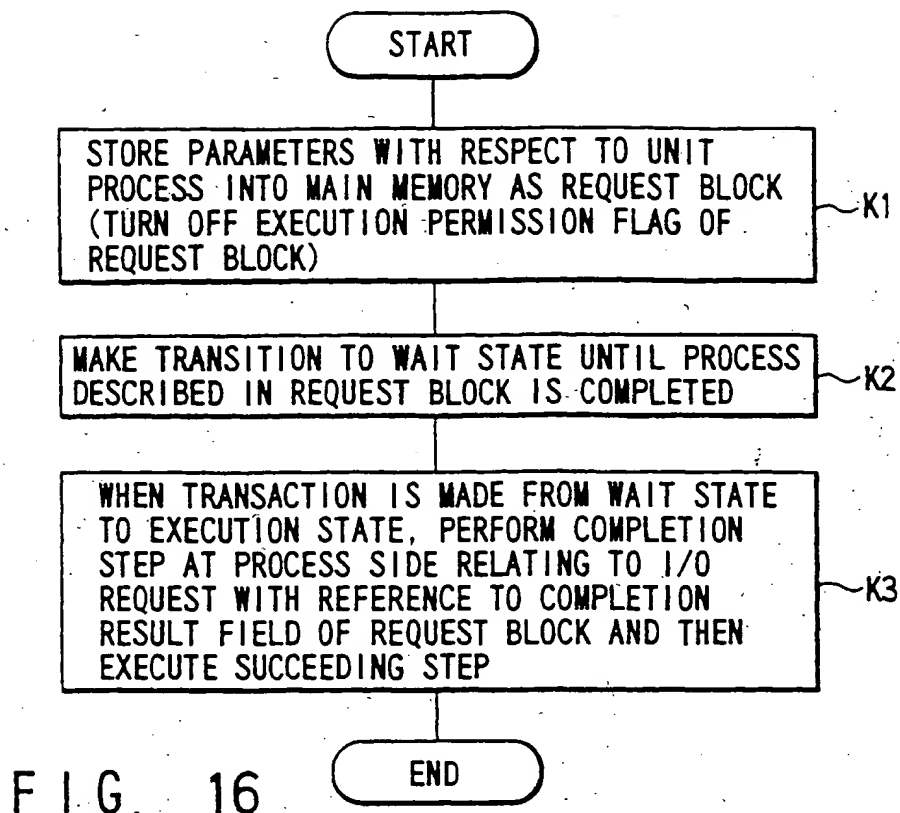 START
STORE PARAMETERS WITH RESPECT TO UNIT
PROCESS INTO MAIN MEMORY AS REQUEST BLOCK
(TURN OFF EXECUTION PERMISSION FLAG OF
REQUEST BLOCK)
K1
MAKE TRANSITION TO WAIT STATE UNTIL PROCESS
DESCRIBED IN REQUEST BLOCK IS COMPLETED
K2
WHEN TRANSACTION IS MADE FROM WAIT STATE
TO EXECUTION STATE, PERFORM COMPLETION
STEP AT PROCESS SIDE RELATING TO I/O
REQUEST WITH REFERENCE TO COMPLETION
RESULT FIELD OF REQUEST BLOCK AND THEN
EXECUTE SUCCEEDING STEP
K3
END
FIG. 16